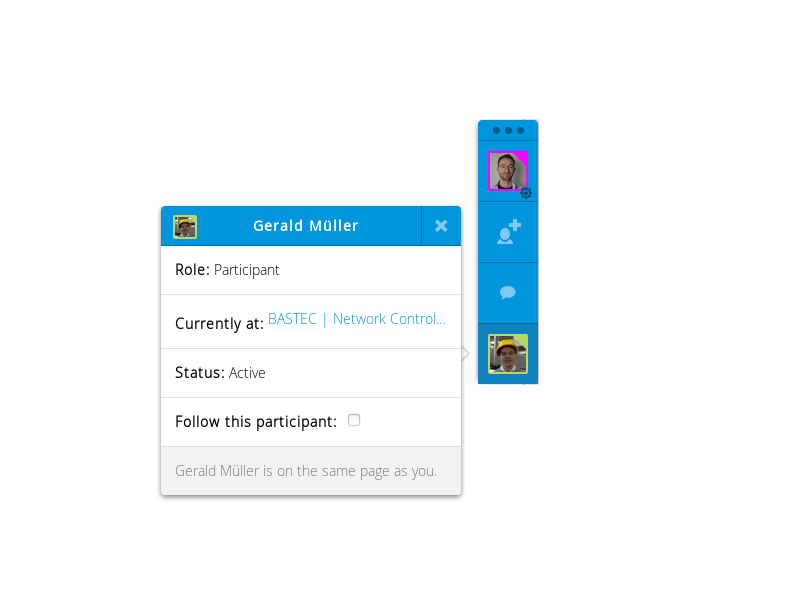 Gerald Müller
Role: Participant
Currently at: BASTEC | Network Control...
Status: Active
Follow this participant:
Gerald Müller is on the same page as you.